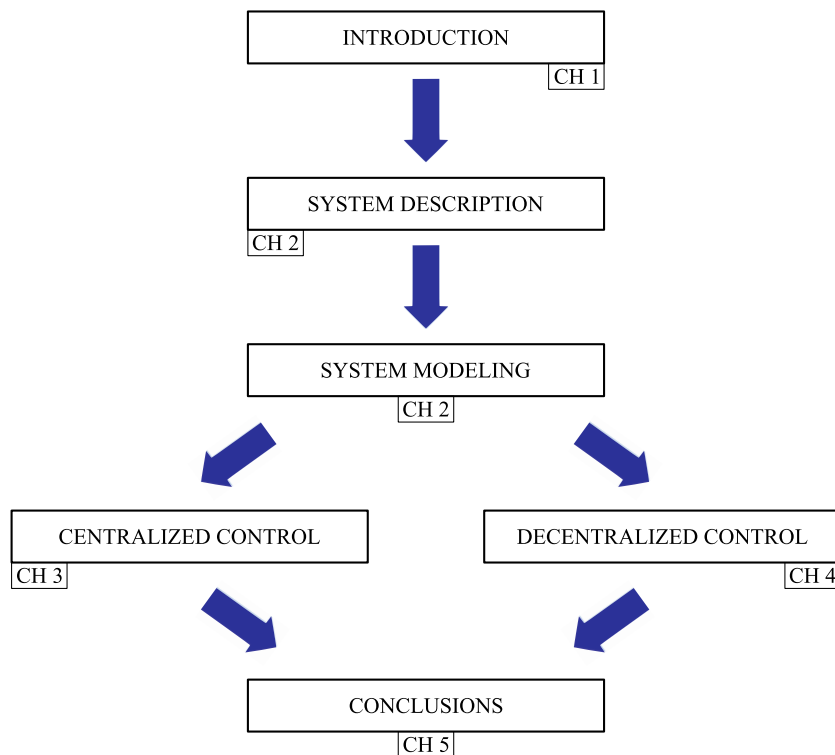 INTRODUCTION
CH 1
SYSTEM DESCRIPTION
CH 2
SYSTEM MODELING
CH 2
CENTRALIZED CONTROL
CH 3
DECENTRALIZED CONTROL
CH 4
CONCLUSIONS
CH 5